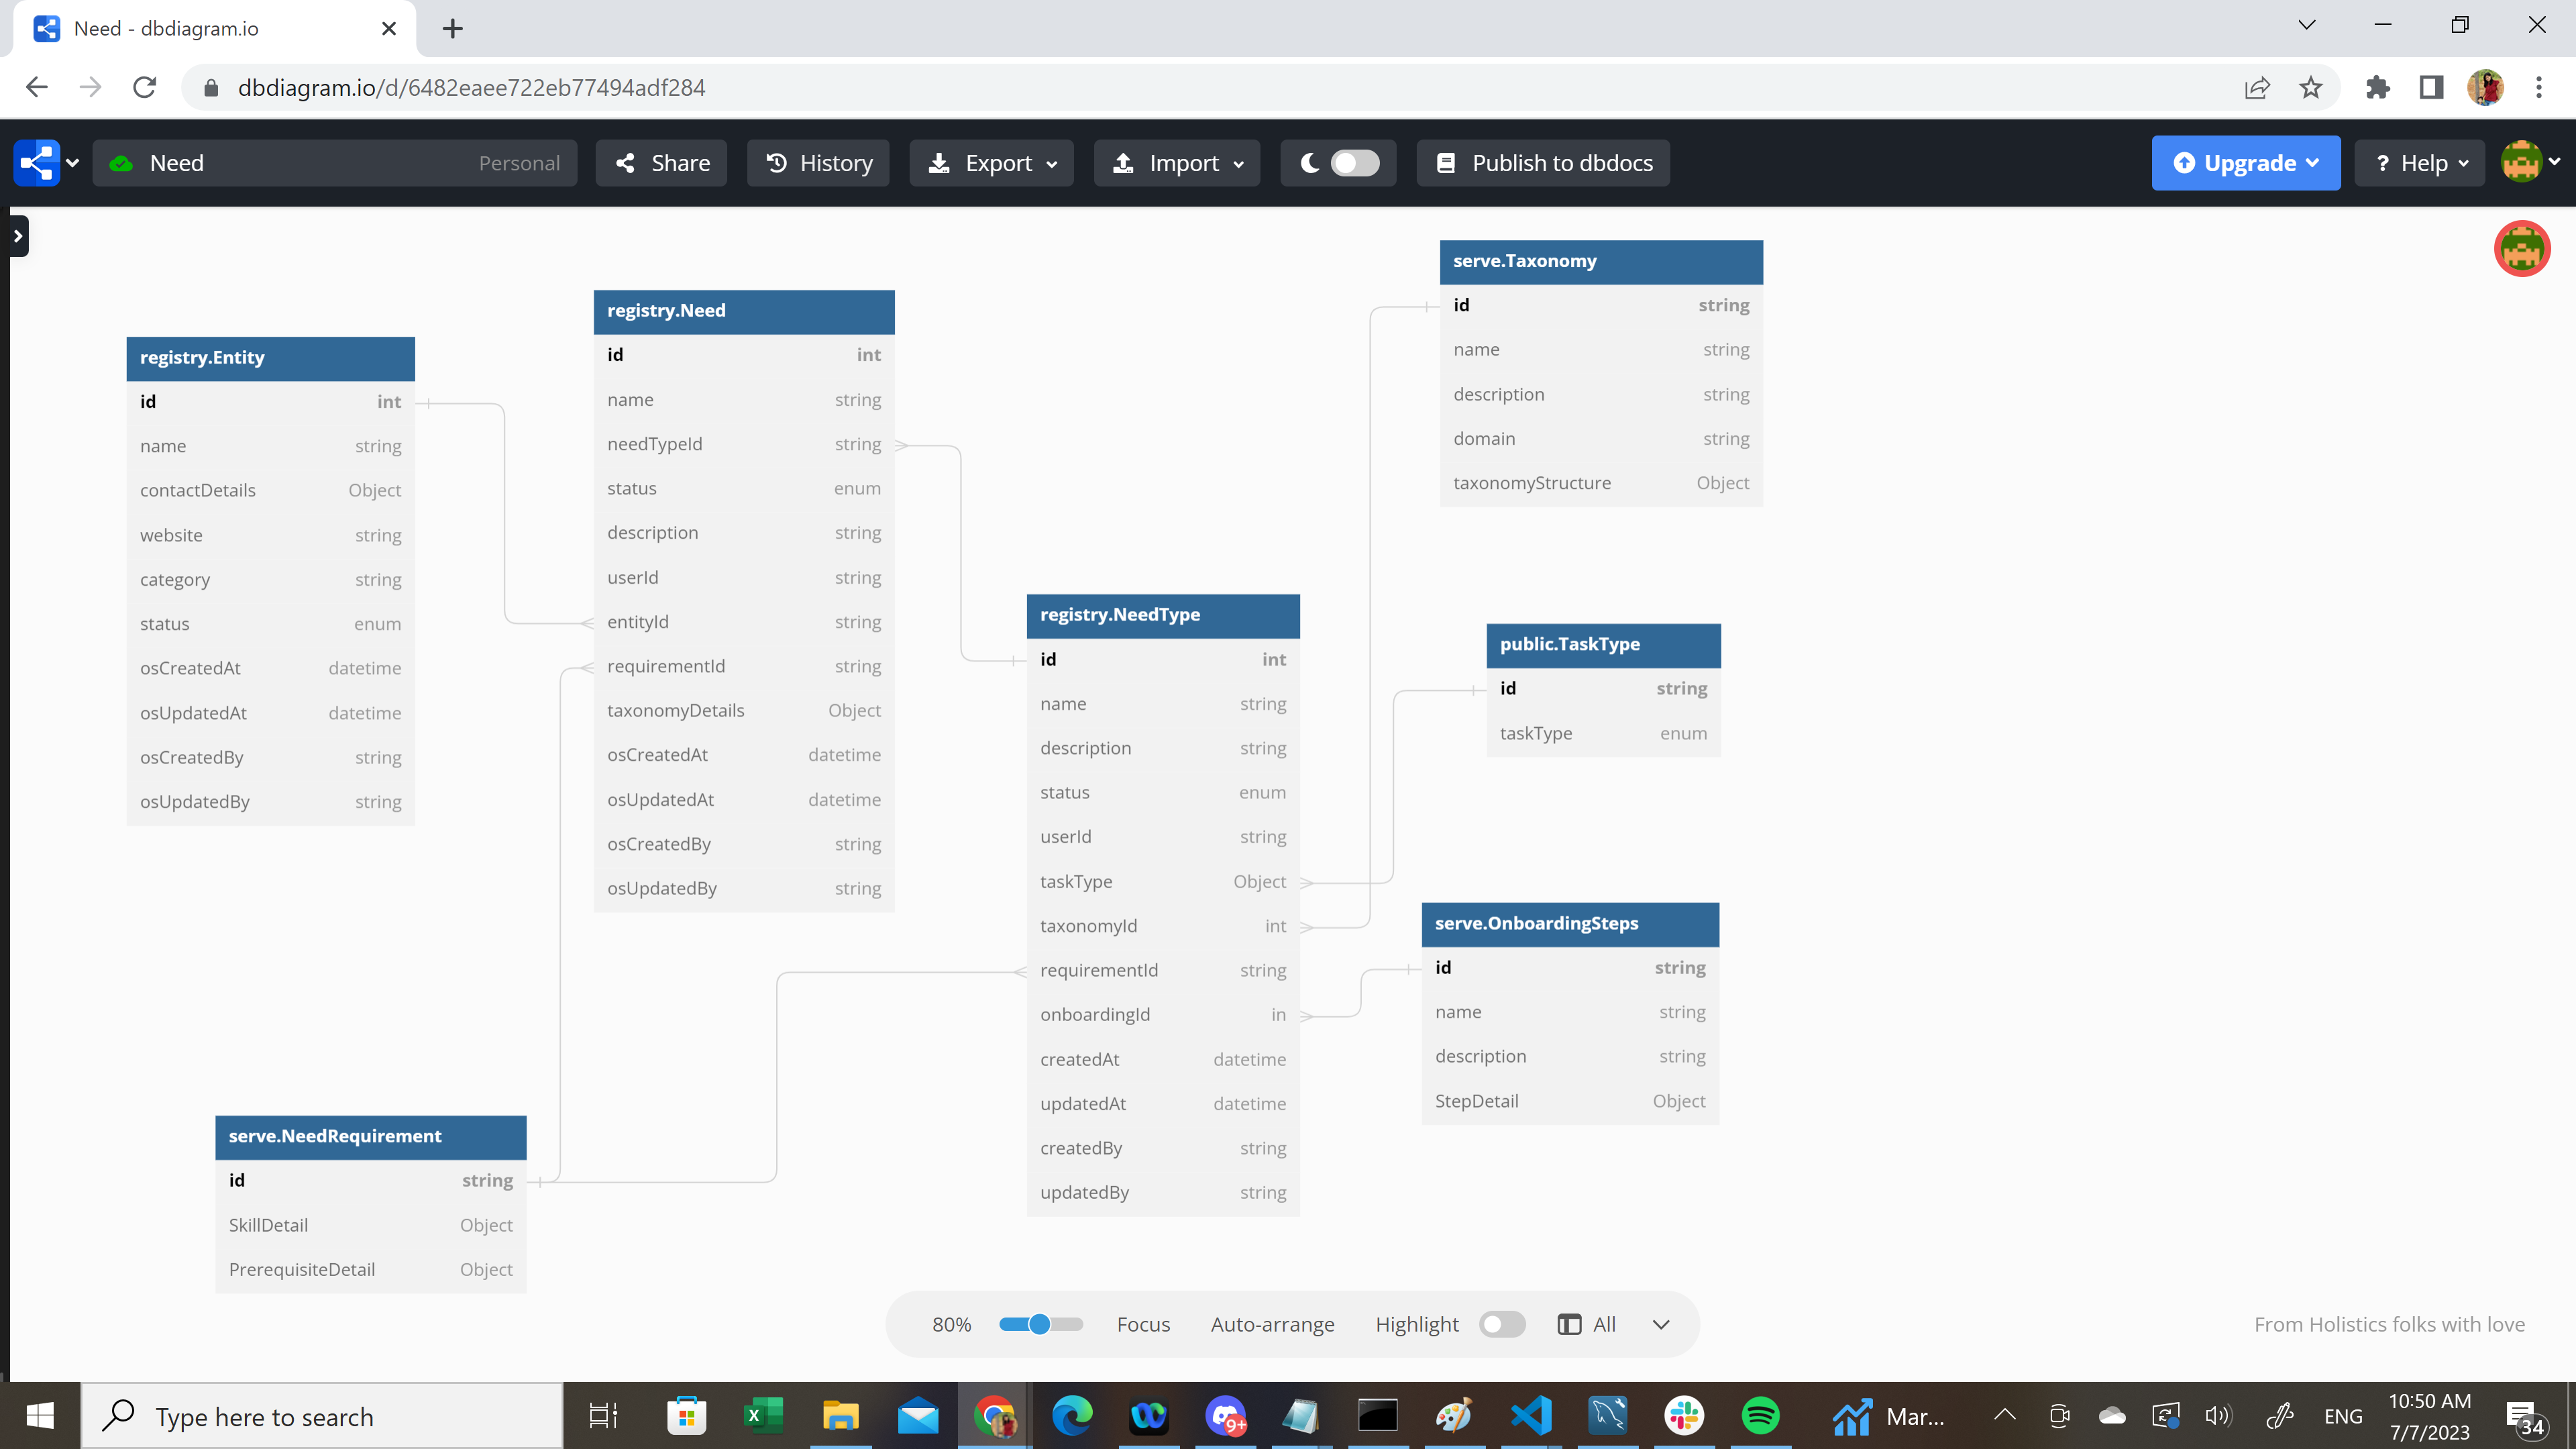 Need - dbdiagram.io
dbdiagram.io/d/6482eaee722eb77494adf284
Need Personal Share History Export Import Publish to dbdocs Upgrade ? Help
registry.Entity
id int
name string
contactDetails Object
website string
category string
status enum
osCreatedAt datetime
osUpdatedAt datetime
osCreatedBy string
osUpdatedBy string
registry.Need
id int
name string
needTypeId string
status enum
description string
userId string
entityId string
requirementId string
taxonomyDetails Object
osCreatedAt datetime
osUpdatedAt datetime
osCreatedBy string
osUpdatedBy string
serve.NeedRequirement
id string
SkillDetail Object
PrerequisiteDetail Object
registry.NeedType
id int
name string
description string
status enum
userId string
taskType Object
taxonomyId int
requirementId string
onboardingId in
createdAt datetime
updatedAt datetime
createdBy string
updatedBy string
serve.Taxonomy
id string
name string
description string
domain string
taxonomyStructure Object
public.TaskType
id string
taskType enum
serve.OnboardingSteps
id string
name string
description string
StepDetail Object
80% Focus Auto-arrange Highlight All
From Holistics folks with love
Type here to search
9+
Mar...
ENG
10:50 AM
7/7/2023
34